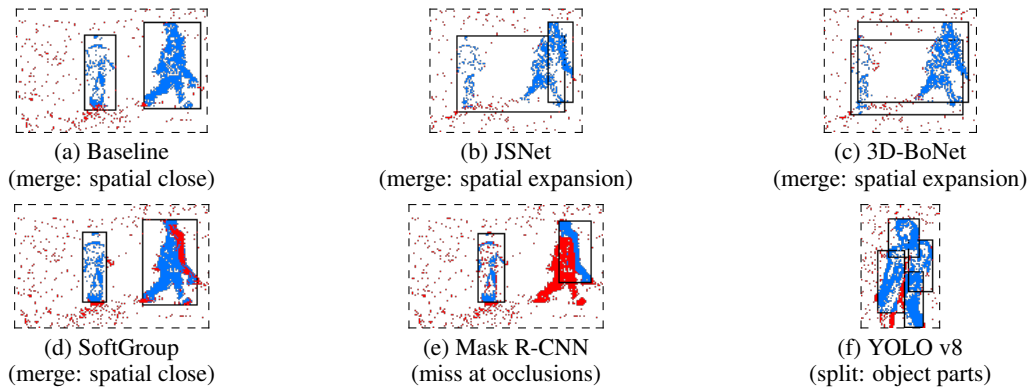 (a) Baseline
(merge: spatial close)
(b) JSNet
(merge: spatial expansion)
(c) 3D-BoNet
(merge: spatial expansion)
(d) SoftGroup
(merge: spatial close)
(e) Mask R-CNN
(miss at occlusions)
(f) YOLO v8
(split: object parts)